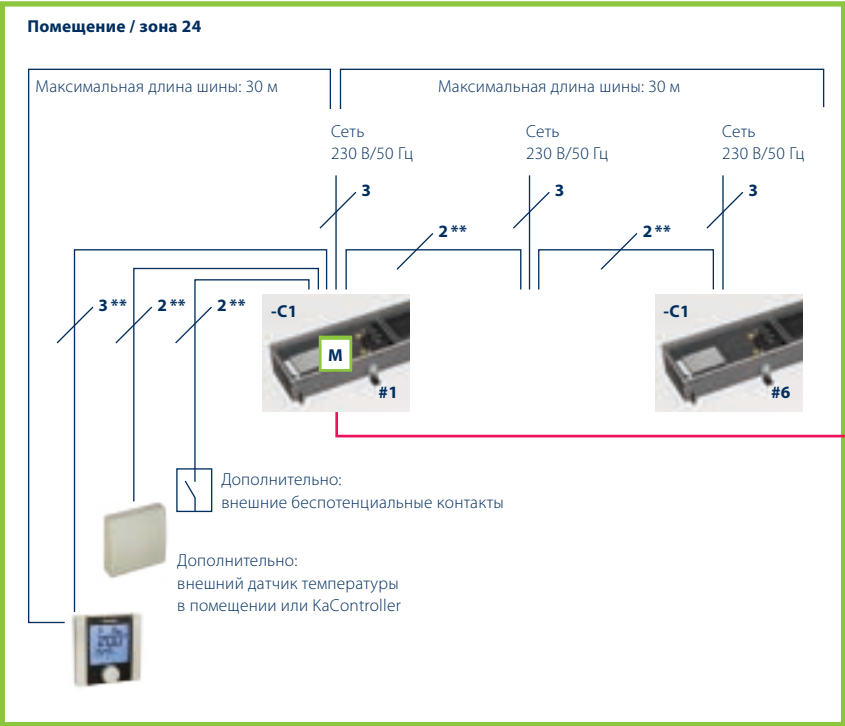 Помещение / зона 24
Максимальная длина шины: 30 м
Максимальная длина шины: 30 м
Сеть
230 В/50 Гц
Сеть
230 В/50 Гц
Сеть
230 В/50 Гц
3
3
3
2 **
2 **
3 **
2 **
2 **
-C1
M
#1
-C1
#6
Дополнительно:
внешние беспотенциальные контакты
Дополнительно:
внешний датчик температуры
в помещении или KaController